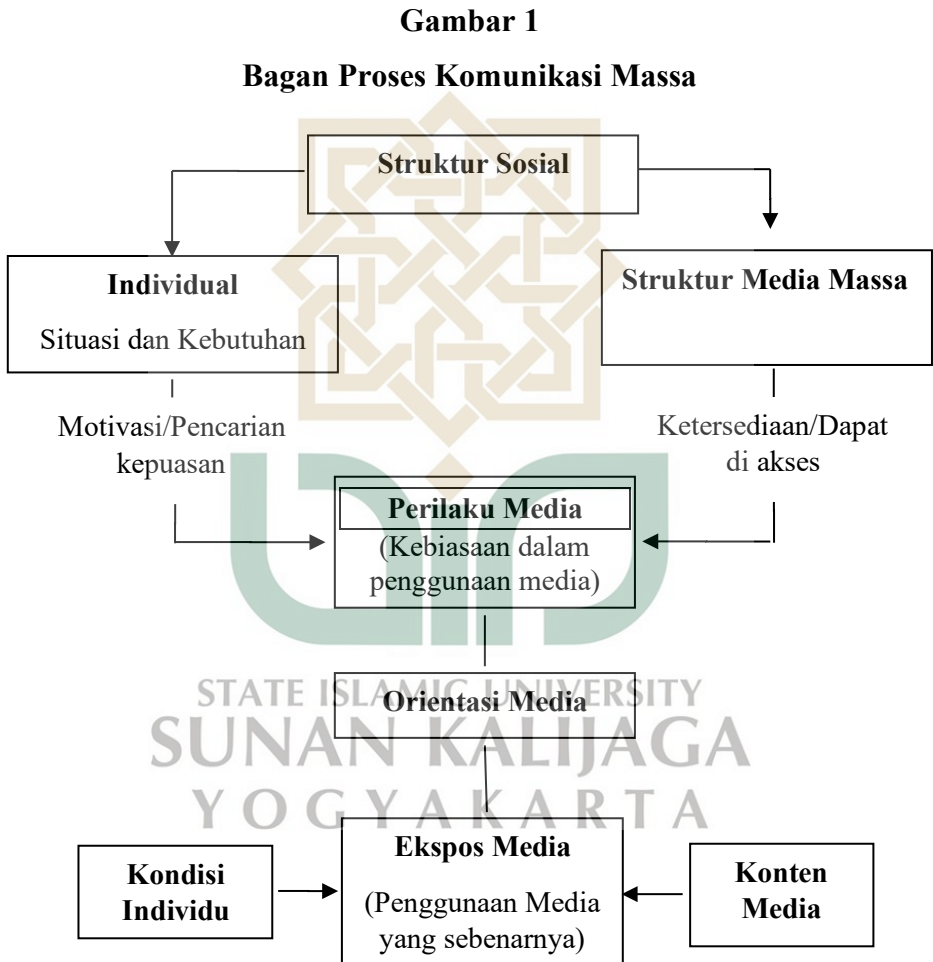 Gambar 1
Bagan Proses Komunikasi Massa
Struktur Sosial
Individual
Situasi dan Kebutuhan
Struktur Media Massa
Motivasi/Pencarian
kepuasan
Ketersediaan/Dapat
di akses
Perilaku Media
(Kebiasaan dalam
penggunaan media)
STATE ISLAMIC UNIVERSITY
Orientasi Media
SUNAN KALIJAGA
YOGYAKARTA
Kondisi
Individu
Ekspos Media
(Penggunaan Media
yang sebenarnya)
Konten
Media